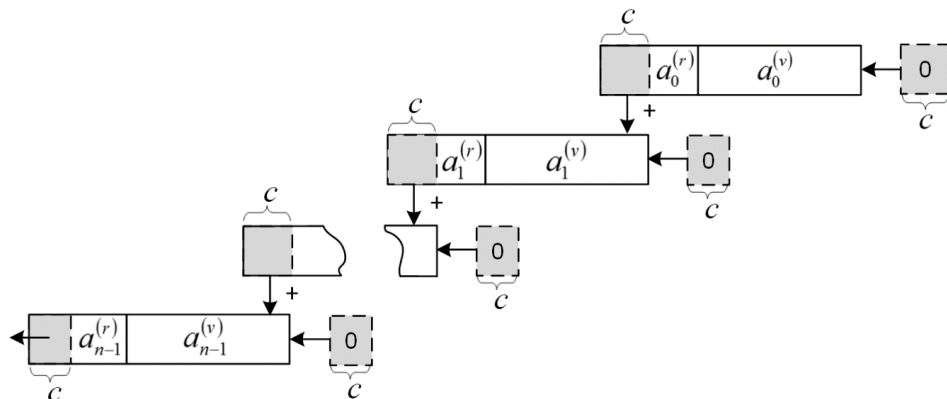 c
a_0^{(r)} a_0^{(v)} 0
+ c
c
a_1^{(r)} a_1^{(v)} 0
+ c
c
0
+ c
a_{n-1}^{(r)} a_{n-1}^{(v)} 0
c c